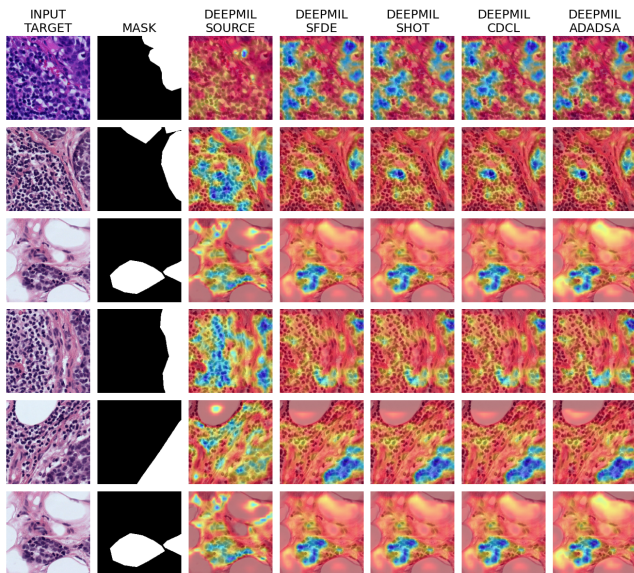 INPUT TARGET
MASK
DEEPMIL SOURCE
DEEPMIL SFDE
DEEPMIL SHOT
DEEPMIL CDCL
DEEPMIL ADADSA